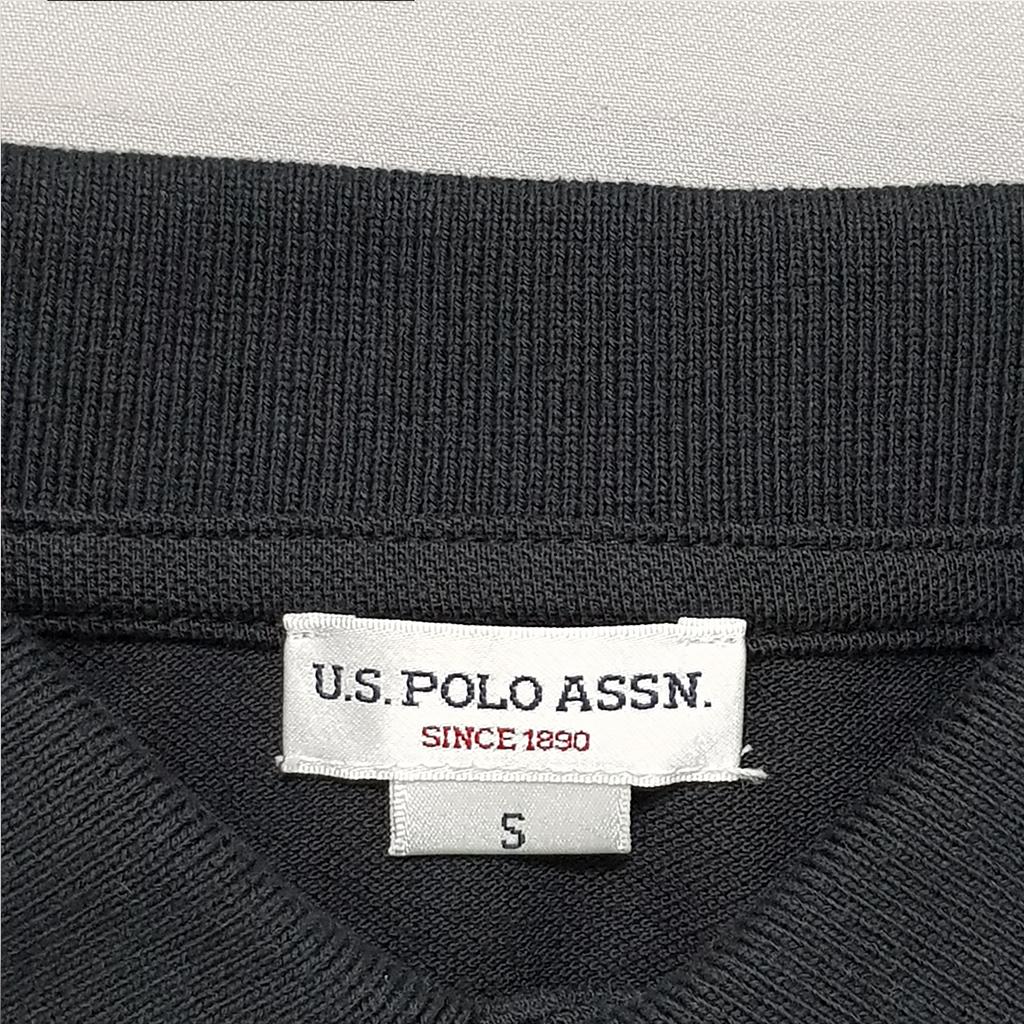 U.S. POLO ASSN.
SINCE 1890
S